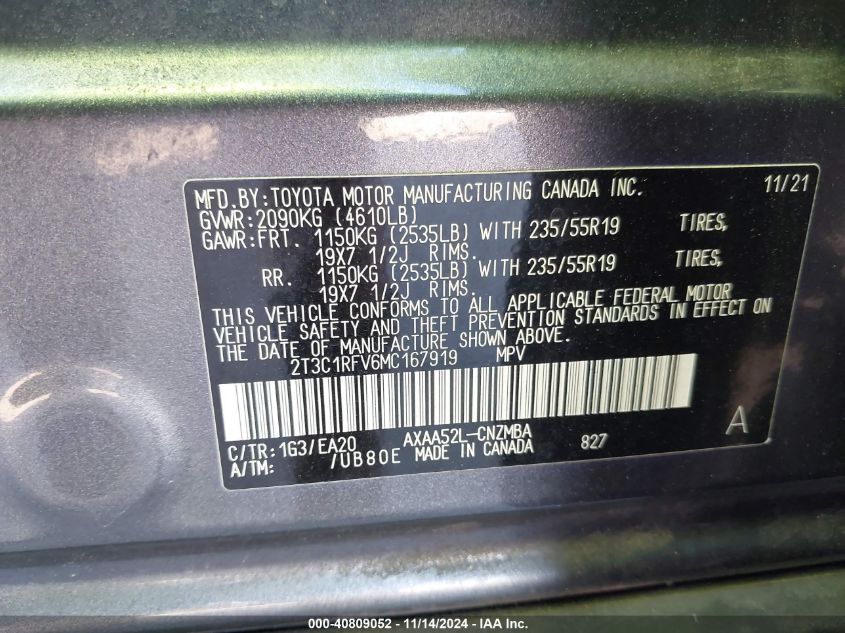 MFD.BY:TOYOTA MOTOR MANUFACTURING CANADA INC. 11/21
GVWR:2090KG (4610LB)
GAWR:FRT. 1150KG (2535LB) WITH 235/55R19 TIRES,
19X7 1/2J RIMS.
RR. 1150KG (2535LB) WITH 235/55R19 TIRES,
19X7 1/2J RIMS.
THIS VEHICLE CONFORMS TO ALL APPLICABLE FEDERAL MOTOR
VEHICLE SAFETY AND THEFT PREVENTION STANDARDS IN EFFECT ON
THE DATE OF MANUFACTURE SHOWN ABOVE.
2T3C1RFV6MC167919 MPV
C/TR:1G3/EA20 AXAA52L-CNZMBA 827 A
A/TM: /UB80E MADE IN CANADA
000-40809052 - 11/14/2024 - IAA Inc.